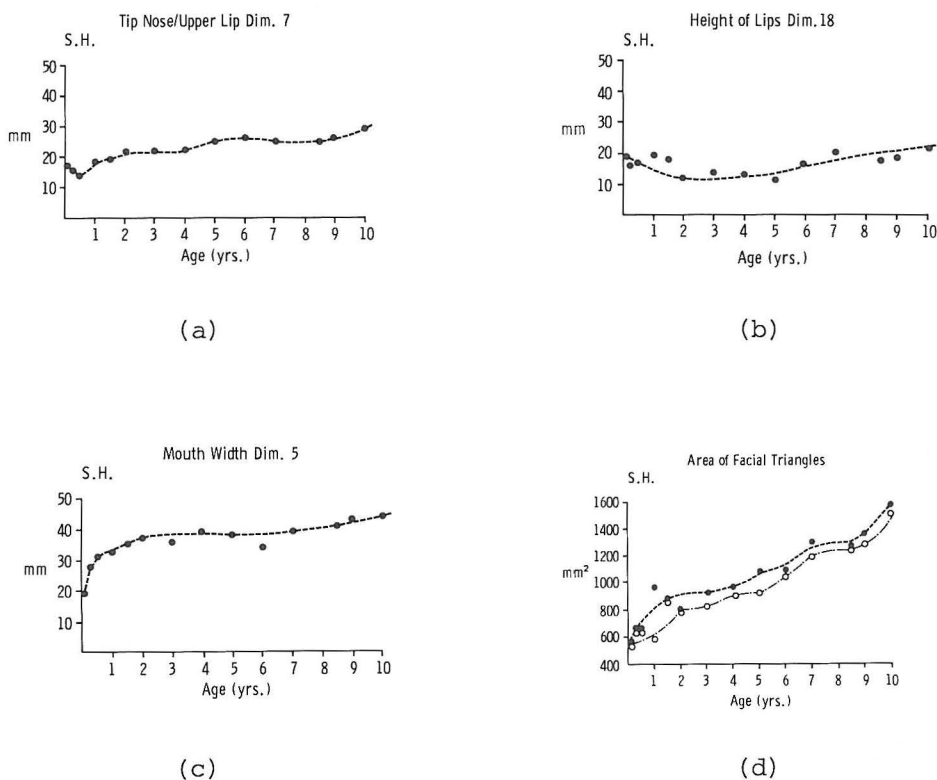 Tip Nose/Upper Lip Dim. 7
S.H.
50
40
mm
30
20
10
1 2 3 4 5 6 7 8 9 10
Age (yrs.)
(a)
Height of Lips Dim.18
S.H.
50
40
mm
30
20
10
1 2 3 4 5 6 7 8 9 10
Age (yrs.)
(b)
Mouth Width Dim. 5
S.H.
50
40
mm
30
20
10
1 2 3 4 5 6 7 8 9 10
Age (yrs.)
(c)
Area of Facial Triangles
S.H.
1600
1400
1200
mm²
1000
800
600
400
1 2 3 4 5 6 7 8 9 10
Age (yrs.)
(d)